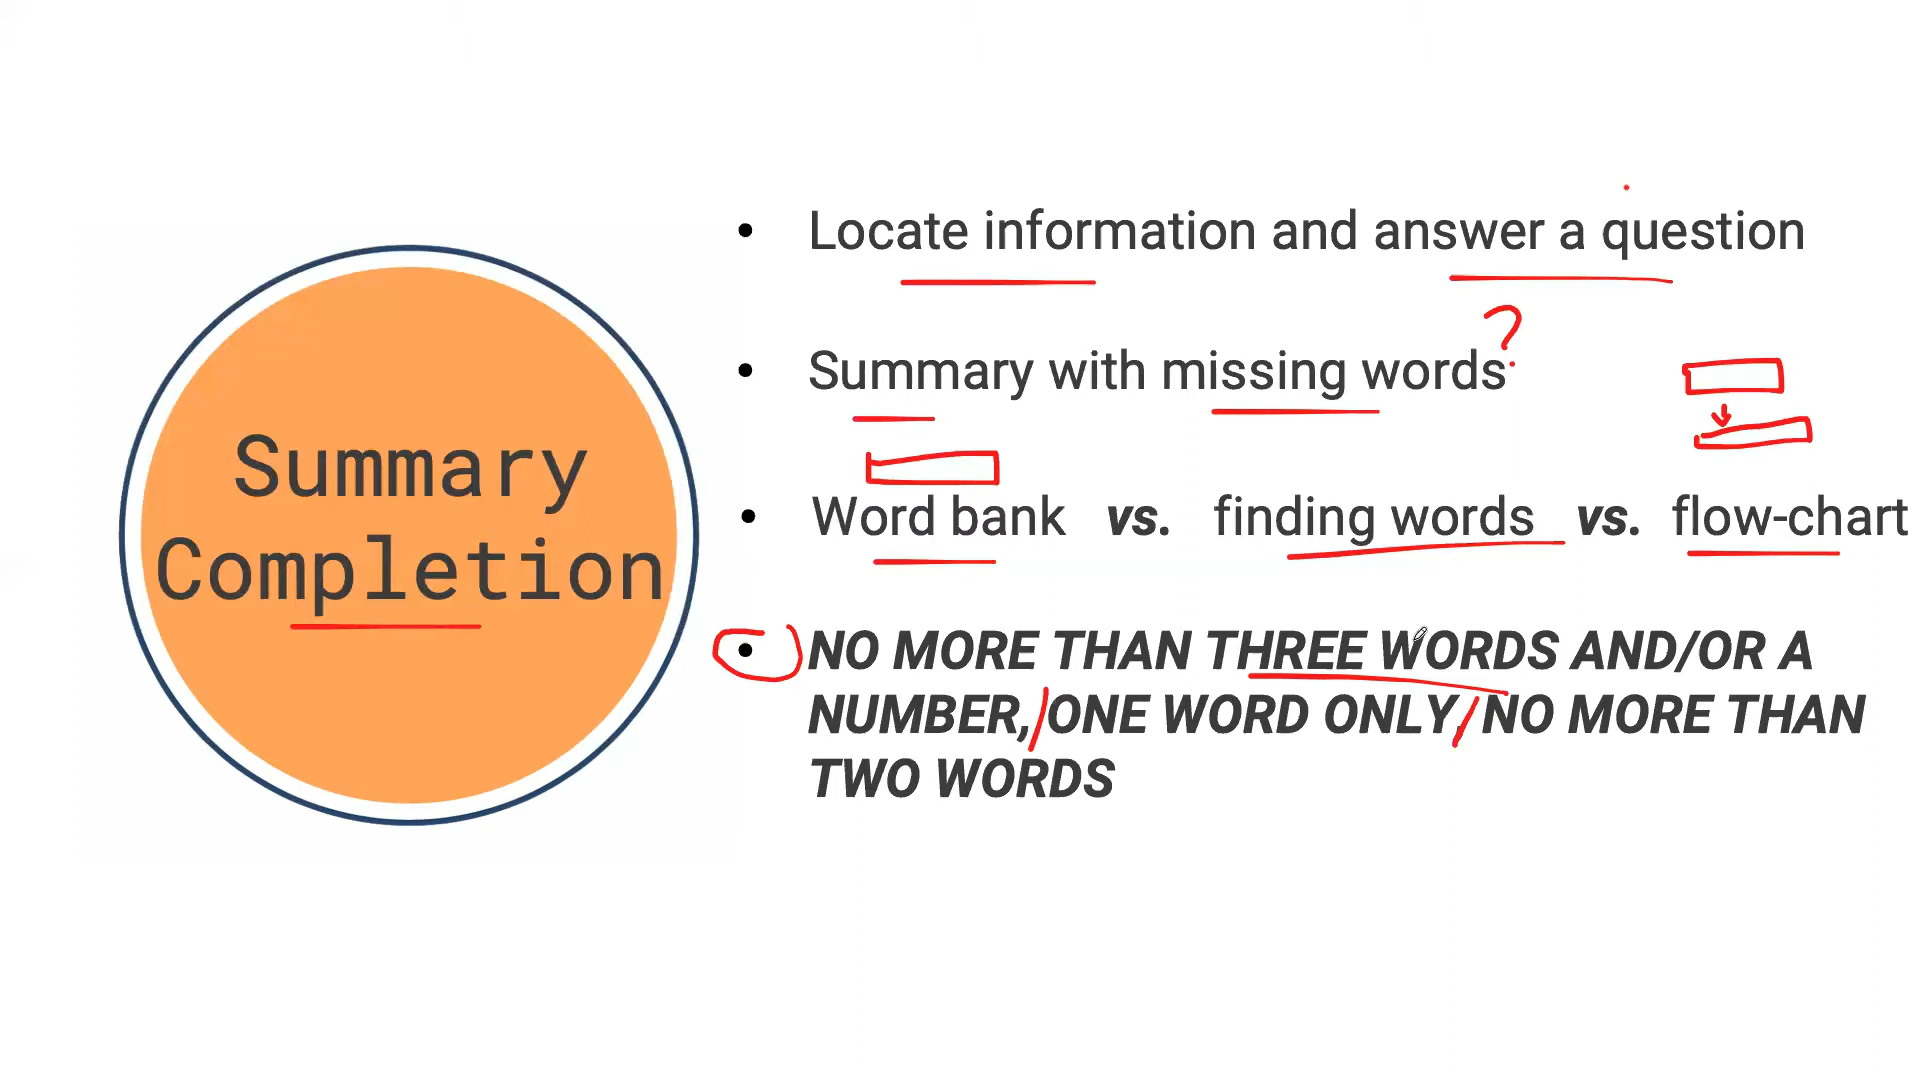 Summary
Completion
• Locate information and answer a question
• Summary with missing words?
• Word bank vs. finding words vs. flow-chart
• NO MORE THAN THREE WORDS AND/OR A
NUMBER, /ONE WORD ONLY, /NO MORE THAN
TWO WORDS